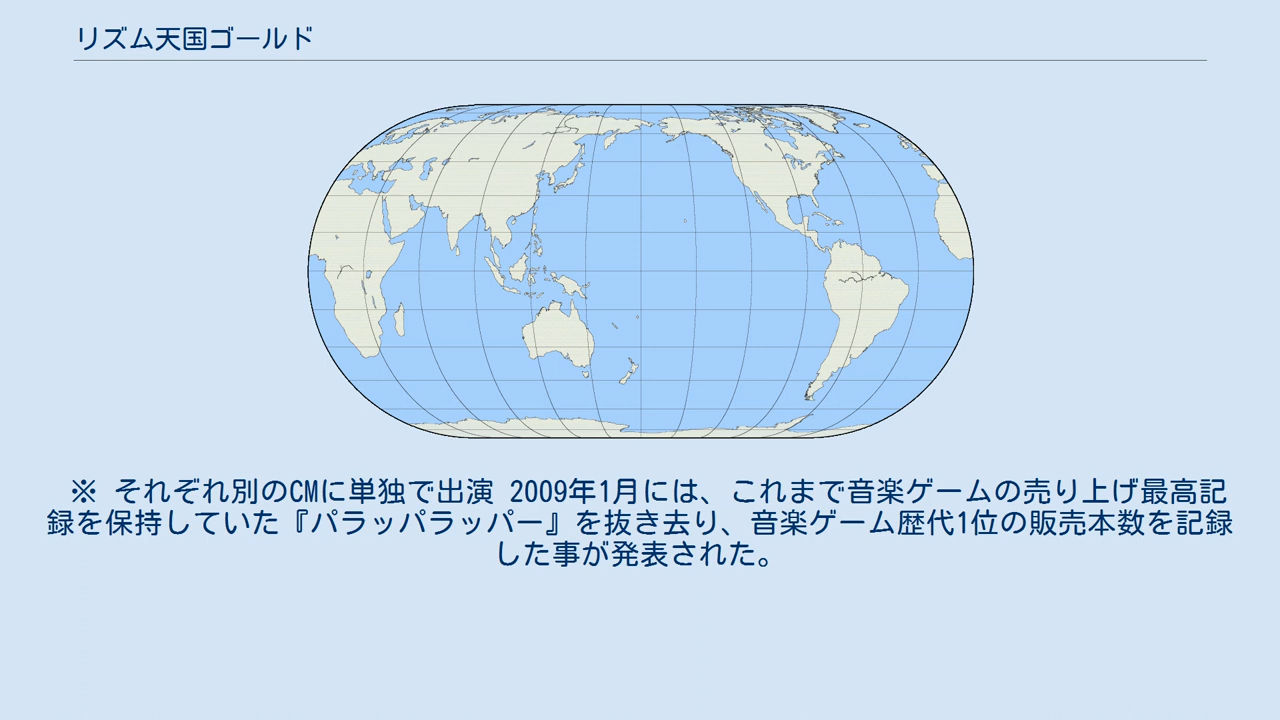 リズム天国ゴールド
※ それぞれ別のCMに単独で出演 2009年1月には、これまで音楽ゲームの売り上げ最高記
録を保持していた『パラッパラッパー』を抜き去り、音楽ゲーム歴代1位の販売本数を記録
した事が発表された。